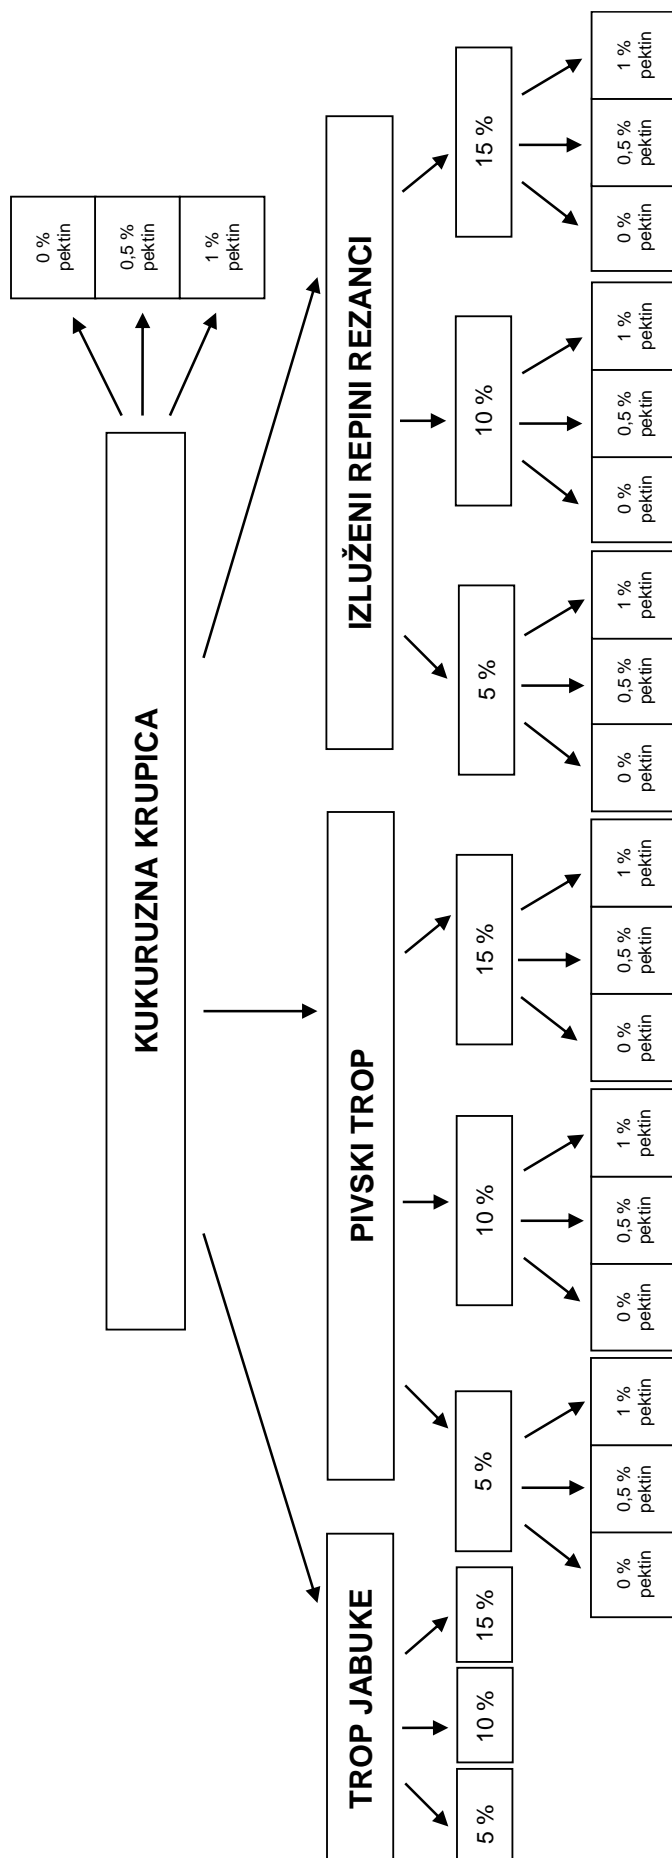 KUKURUZNA KRUPICA
0 %
pektin
0,5 %
pektin
1 %
pektin
TROP JABUKE
PIVSKI TROP
IZLUŽENI REPINI REZANCI
5 %
10 %
15 %
5 %
10 %
15 %
5 %
10 %
15 %
0 %
pektin
0,5 %
pektin
1 %
pektin
0 %
pektin
0,5 %
pektin
1 %
pektin
0 %
pektin
0,5 %
pektin
1 %
pektin
0 %
pektin
0,5 %
pektin
1 %
pektin
0 %
pektin
0,5 %
pektin
1 %
pektin
0 %
pektin
0,5 %
pektin
1 %
pektin